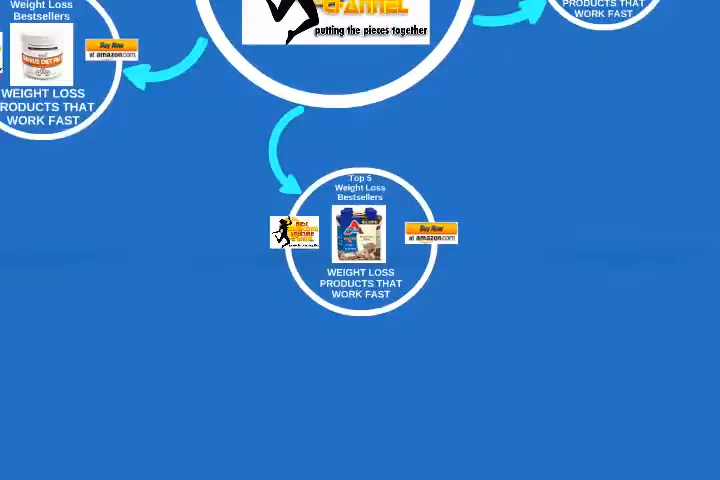 CHANNEL
putting the pieces together
PRODUCTS THAT
WORK FAST
Weight Loss
Bestsellers
Buy Now
at amazon.com
WEIGHT LOSS
PRODUCTS THAT
WORK FAST
Top 5
Weight Loss
Bestsellers
Buy Now
at amazon.com
WEIGHT LOSS
PRODUCTS THAT
WORK FAST